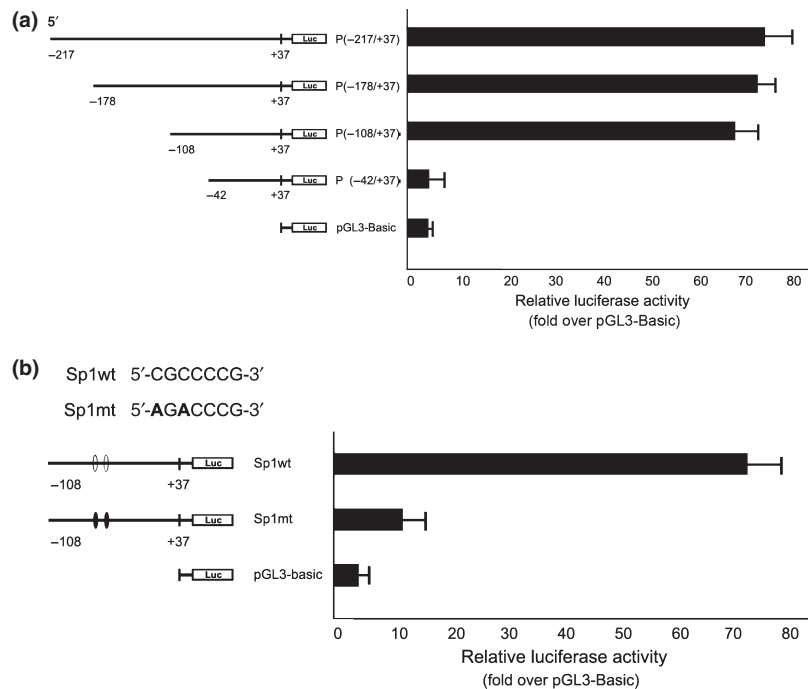 (a)
5′
Luc P(−217/+37)
−217 +37
Luc P(−178/+37)
−178 +37
Luc P(−108/+37)
−108 +37
Luc P (−42/+37)
−42 +37
Luc pGL3-Basic
0 10 20 30 40 50 60 70 80
Relative luciferase activity
(fold over pGL3-Basic)
(b)
Sp1wt 5′-CGCCCCG-3′
Sp1mt 5′-AGACCCG-3′
Luc Sp1wt
−108 +37
Luc Sp1mt
−108 +37
Luc pGL3-basic
0 10 20 30 40 50 60 70 80
Relative luciferase activity
(fold over pGL3-Basic)